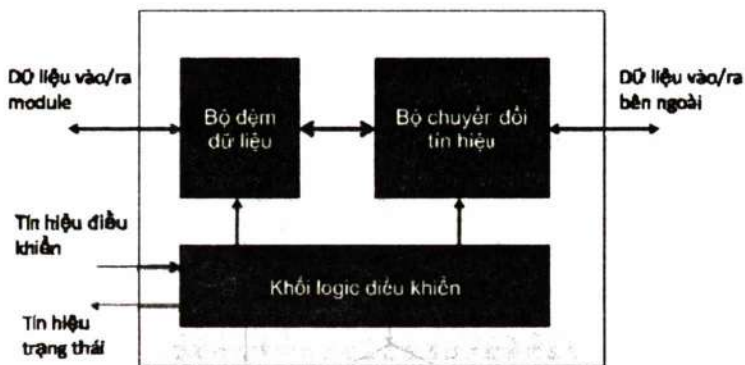 Dữ liệu vào/ra
module
Bộ đệm
dữ liệu
Bộ chuyển đổi
tín hiệu
Dữ liệu vào/ra
bên ngoài
Tín hiệu điều
khiển
Khối logic điều khiển
Tín hiệu
trạng thái